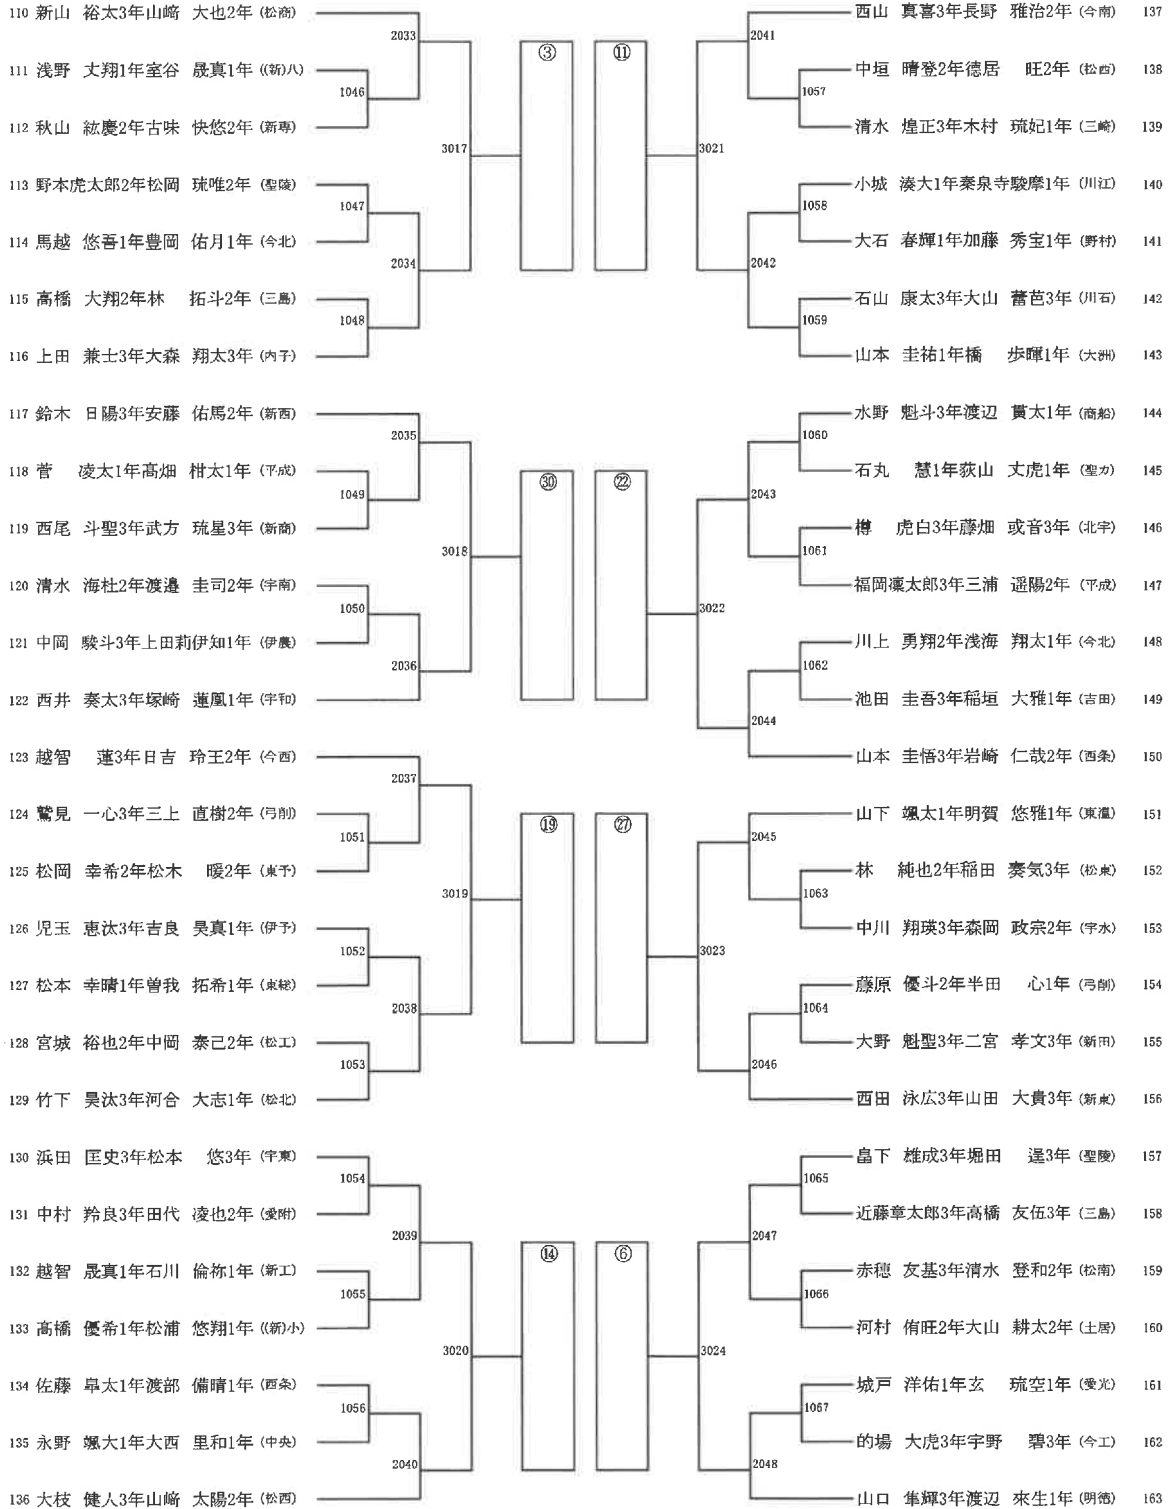 110 新山 裕太3年山﨑 大也2年 (松商)
2033
111 浅野 丈翔1年室谷 晟真1年 ((新)八)
1046
112 秋山 紘慶2年古味 快悠2年 (新専)
3017
③
113 野本虎太郎2年松岡 琉唯2年 (聖陵)
1047
114 馬越 悠吾1年豊岡 佑月1年 (今北)
2034
115 高橋 大翔2年林 拓斗2年 (三島)
1048
116 上田 兼士3年大森 翔太3年 (内子)
117 鈴木 日陽3年安藤 佑馬2年 (新西)
2035
118 菅 凌太1年髙畑 柑太1年 (平成)
1049
119 西尾 斗聖3年武方 琉星3年 (新商)
3018
㉚
120 清水 海杜2年渡邉 圭司2年 (宇南)
1050
121 中岡 駿斗3年上田莉伊知1年 (伊農)
2036
122 西井 奏太3年塚崎 蓮凰1年 (宇和)
123 越智 蓮3年日吉 玲王2年 (今西)
2037
124 鷲見 一心3年三上 直樹2年 (弓削)
1051
125 松岡 幸希2年松木 暖2年 (東予)
3019
⑲
126 児玉 恵汰3年吉良 昊真1年 (伊予)
1052
127 松本 幸晴1年曽我 拓希1年 (東総)
2038
128 宮城 裕也2年中岡 泰己2年 (松工)
1053
129 竹下 昊汰3年河合 大志1年 (松北)
130 浜田 匡史3年松本 悠3年 (宇東)
1054
131 中村 羚良3年田代 凌也2年 (愛附)
2039
132 越智 晟真1年石川 倫祢1年 (新工)
1055
133 髙橋 優希1年松浦 悠翔1年 ((新)小)
3020
⑭
134 佐藤 皐太1年渡部 備晴1年 (西条)
1056
135 永野 颯大1年大西 里和1年 (中央)
2040
136 大枝 健人3年山﨑 太陽2年 (松西)
西山 真喜3年長野 雅治2年 (今南) 137
2041
中垣 晴登2年德居 旺2年 (松西) 138
1057
清水 煌正3年木村 琉妃1年 (三崎) 139
3021
⑪
小城 湊大1年秦泉寺駿摩1年 (川江) 140
1058
大石 春輝1年加藤 秀宝1年 (野村) 141
2042
石山 康太3年大山 蕾芭3年 (川石) 142
1059
山本 圭祐1年橋 歩暉1年 (大洲) 143
水野 魁斗3年渡辺 貫太1年 (商船) 144
1060
石丸 慧1年荻山 丈虎1年 (聖カ) 145
2043
樽 虎白3年藤畑 或音3年 (北宇) 146
1061
福岡凜太郎3年三浦 遥陽2年 (平成) 147
3022
㉒
川上 勇翔2年浅海 翔太1年 (今北) 148
1062
池田 圭吾3年稲垣 大雅1年 (吉田) 149
2044
山本 圭悟3年岩崎 仁哉2年 (西条) 150
山下 颯太1年明賀 悠雅1年 (東温) 151
2045
林 純也2年稲田 奏気3年 (松東) 152
1063
中川 翔瑛3年森岡 政宗2年 (宇水) 153
3023
㉗
藤原 優斗2年半田 心1年 (弓削) 154
1064
大野 魁聖3年二宮 孝文3年 (新田) 155
2046
西田 泳広3年山田 大貴3年 (新東) 156
畠下 雄成3年堀田 逞3年 (聖陵) 157
1065
近藤章太郎3年高橋 友伍3年 (三島) 158
2047
赤穂 友基3年清水 登和2年 (松南) 159
1066
河村 侑旺2年大山 耕太2年 (土居) 160
3024
⑥
城戸 洋佑1年玄 琉空1年 (愛光) 161
1067
的場 大虎3年宇野 碧3年 (今工) 162
2048
山口 隼輝3年渡辺 來生1年 (明徳) 163